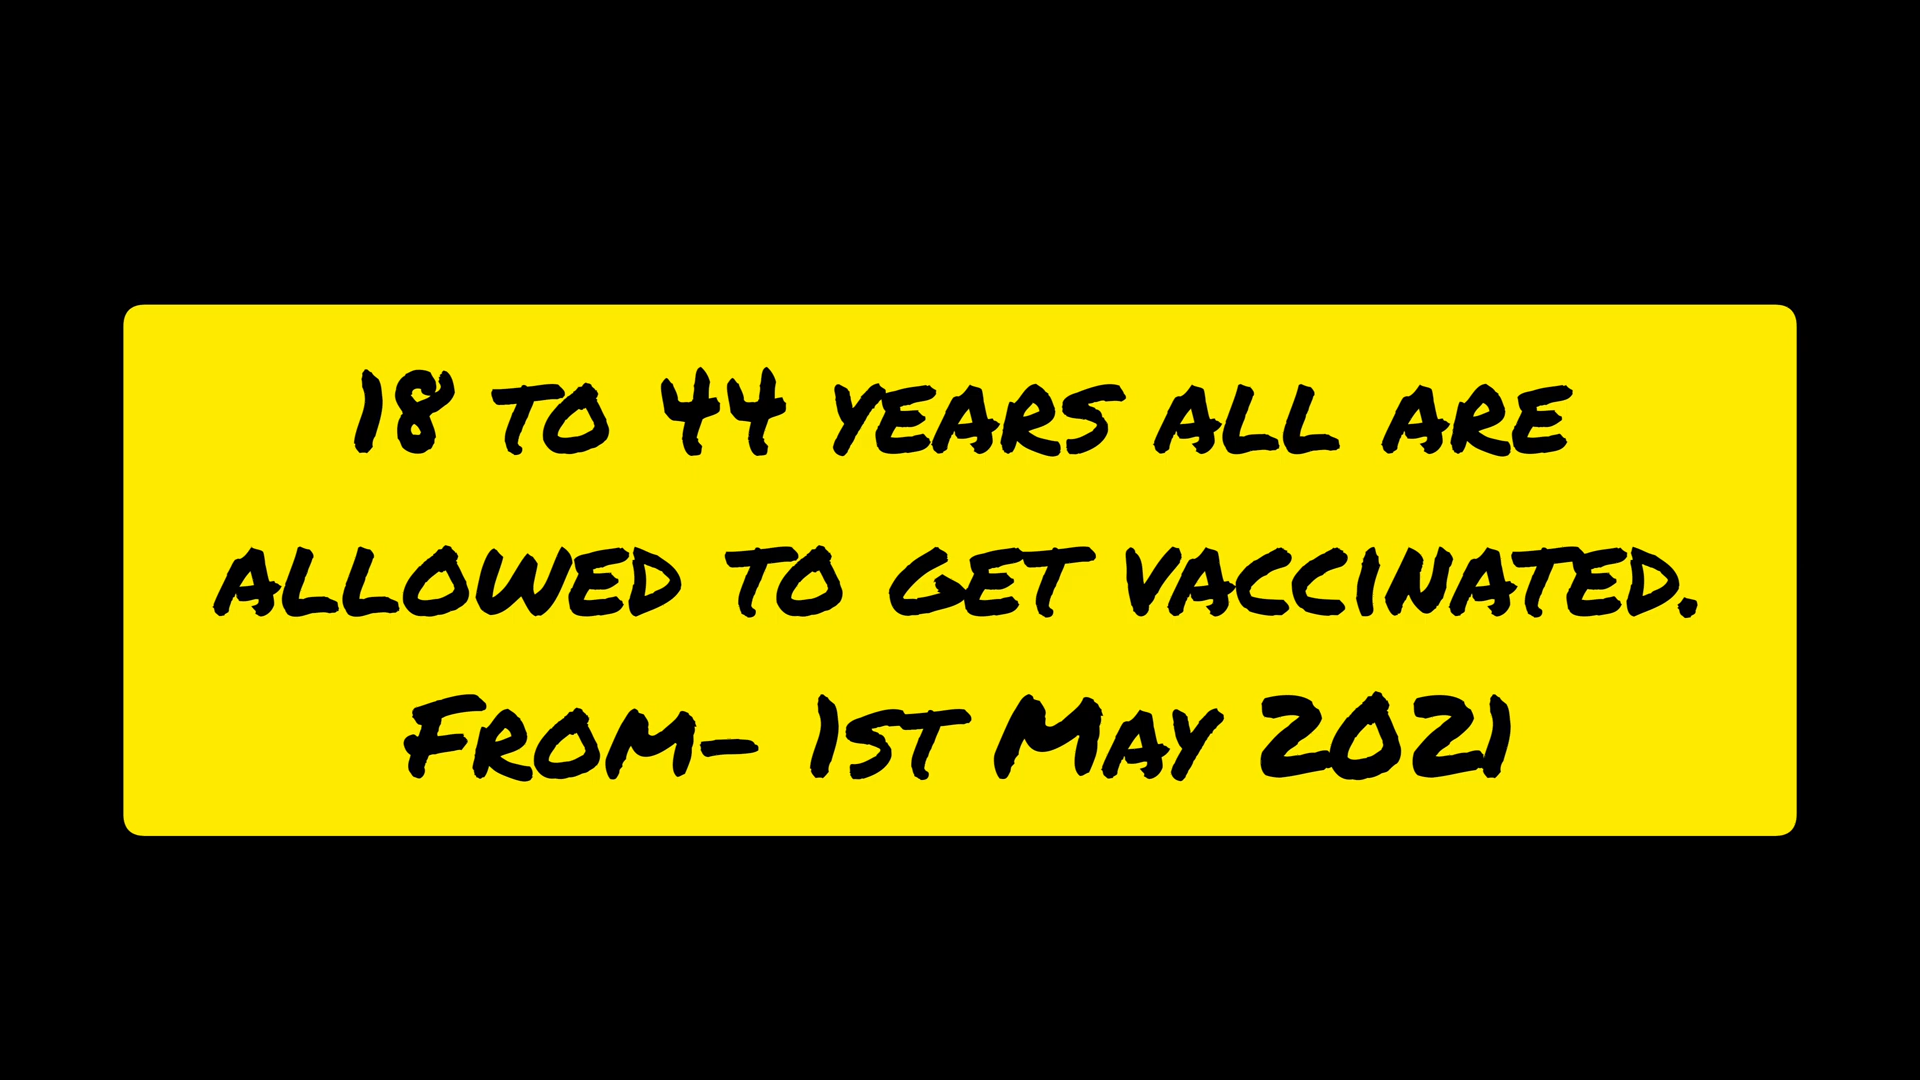 18 to 44 years all are
allowed to get vaccinated.
From- 1st May 2021